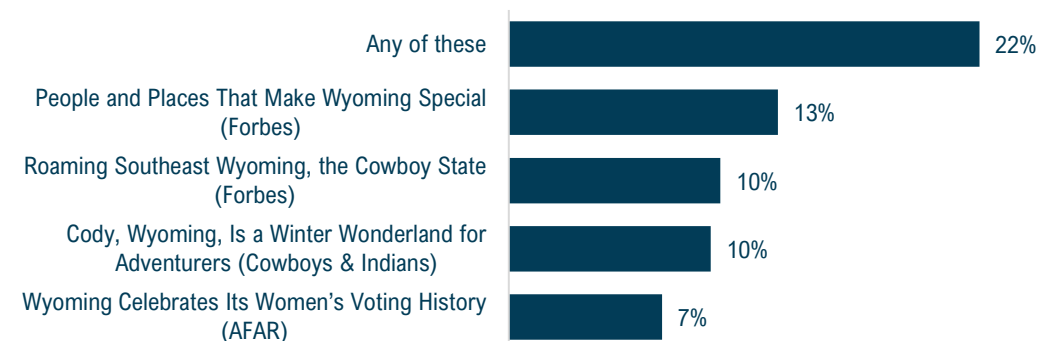 Any of these
22%
People and Places That Make Wyoming Special
(Forbes)
13%
Roaming Southeast Wyoming, the Cowboy State
(Forbes)
10%
Cody, Wyoming, Is a Winter Wonderland for
Adventurers (Cowboys & Indians)
10%
Wyoming Celebrates Its Women’s Voting History
(AFAR)
7%